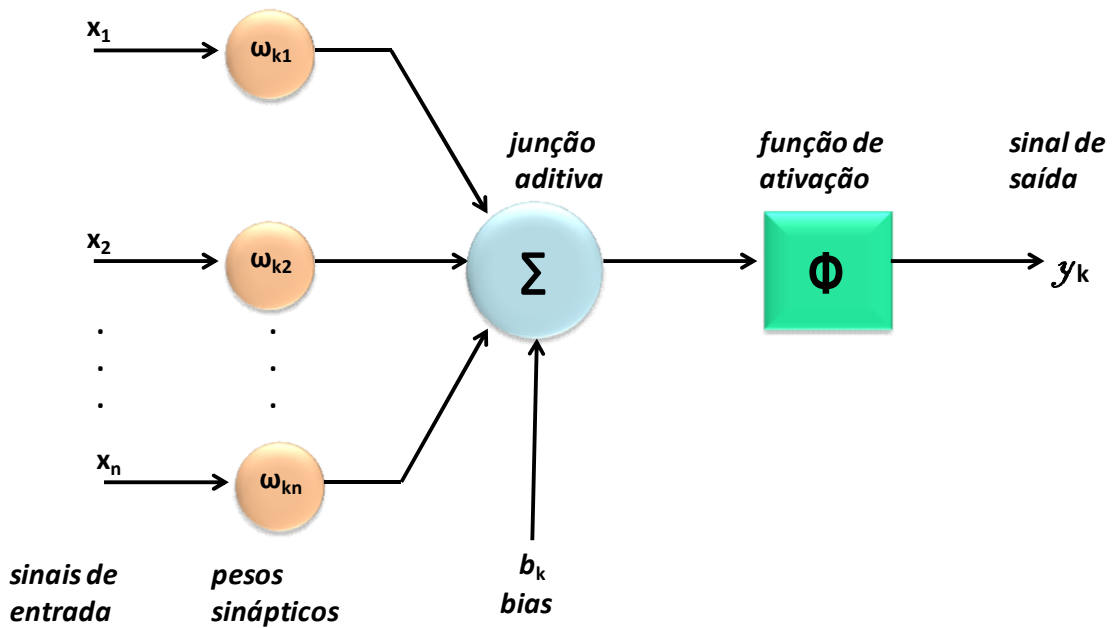 x1
ωk1
junção
aditiva
função de
ativação
sinal de
saída
x2
ωk2
Σ
Φ
yk
.
.
.
.
.
.
xn
ωkn
sinais de
entrada
pesos
sinápticos
bk
bias